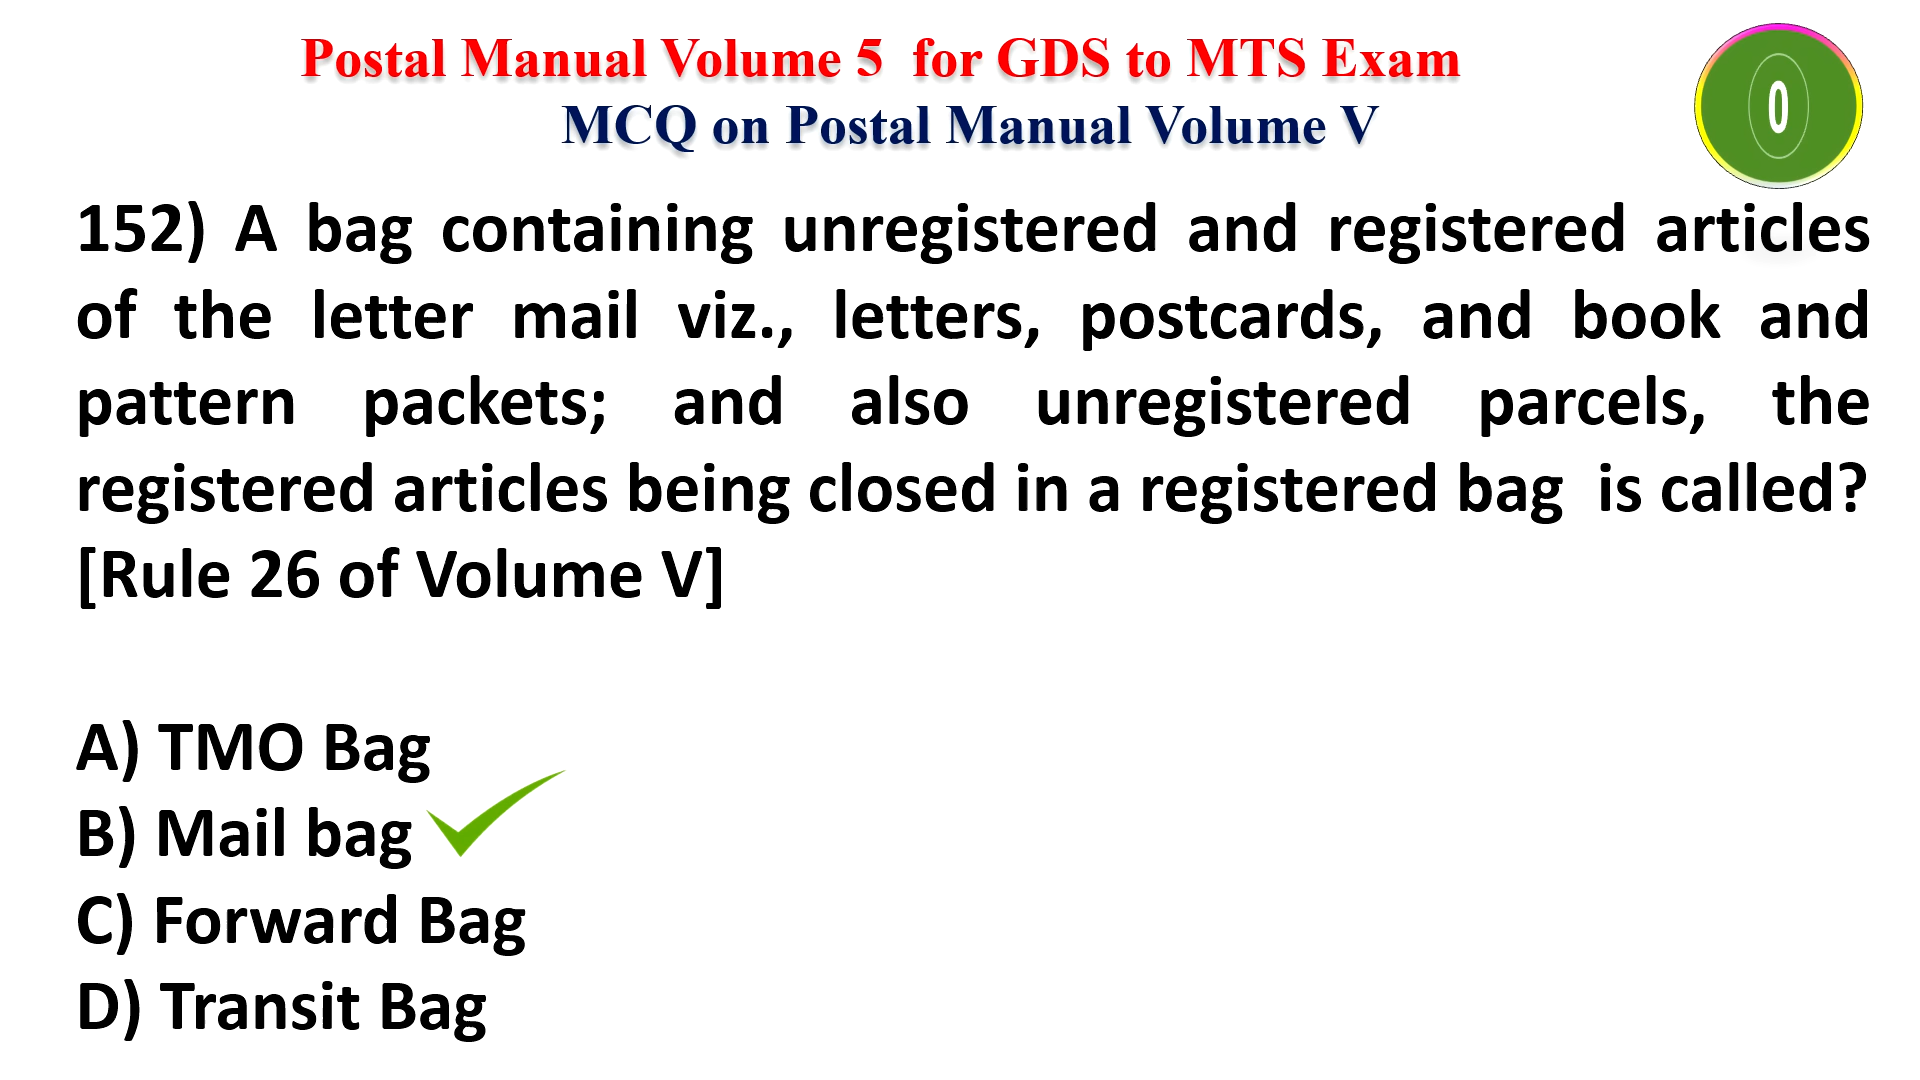 Postal Manual Volume 5 for GDS to MTS Exam
MCQ on Postal Manual Volume V
0
152) A bag containing unregistered and registered articles
of the letter mail viz., letters, postcards, and book and
pattern packets; and also unregistered parcels, the
registered articles being closed in a registered bag is called?
[Rule 26 of Volume V]
A) TMO Bag
B) Mail bag
C) Forward Bag
D) Transit Bag